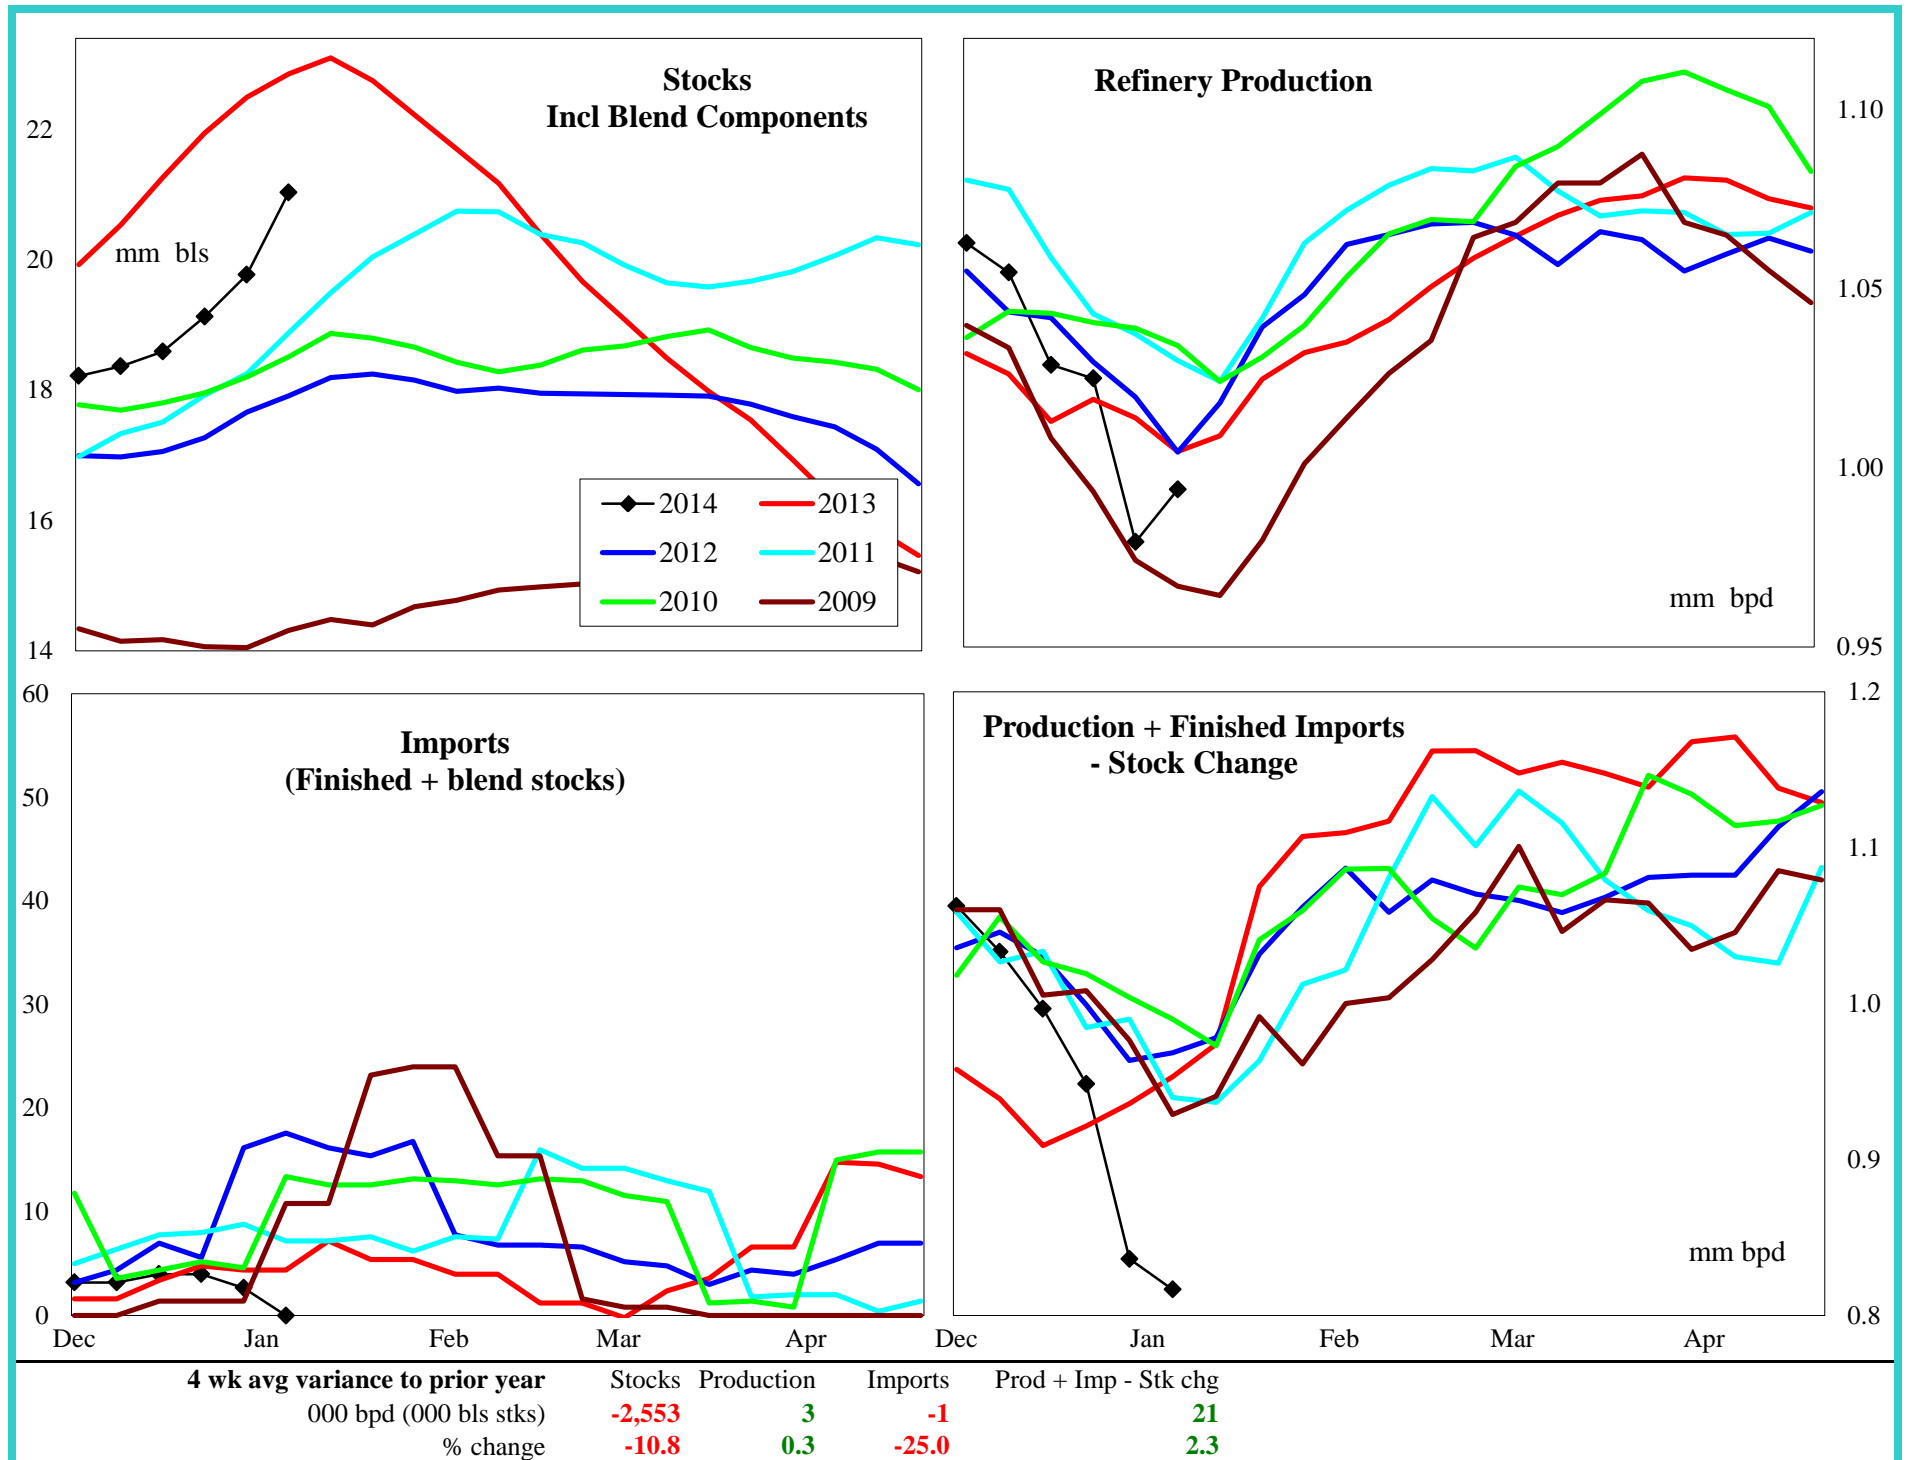 Stocks
Incl Blend Components
mm bls
22
20
18
16
14
2014 2013
2012 2011
2010 2009
Refinery Production
mm bpd
1.10
1.05
1.00
0.95
Imports
(Finished + blend stocks)
60
50
40
30
20
10
0
Dec Jan Feb Mar Apr
Production + Finished Imports
- Stock Change
mm bpd
1.2
1.1
1.0
0.9
0.8
Dec Jan Feb Mar Apr
4 wk avg variance to prior year Stocks Production Imports Prod + Imp - Stk chg
000 bpd (000 bls stks) -2,553 3 -1 21
% change -10.8 0.3 -25.0 2.3